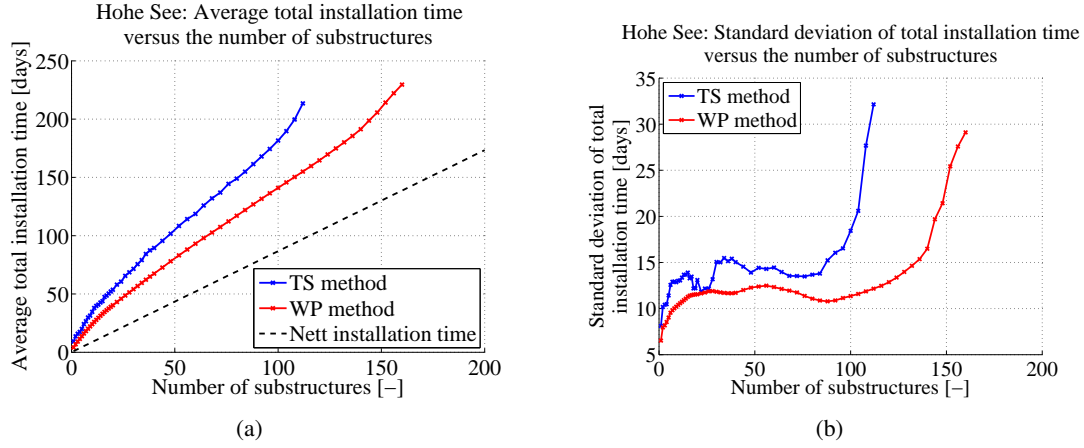 Hohe See: Average total installation time
versus the number of substructures
Average total installation time [days]
250
200
150
100
50
0
TS method
WP method
Nett installation time
0 50 100 150 200
Number of substructures [−]
(a)
Hohe See: Standard deviation of total installation time
versus the number of substructures
Standard deviation of total
installation time [days]
35
30
25
20
15
10
5
TS method
WP method
0 50 100 150 200
Number of substructures [−]
(b)